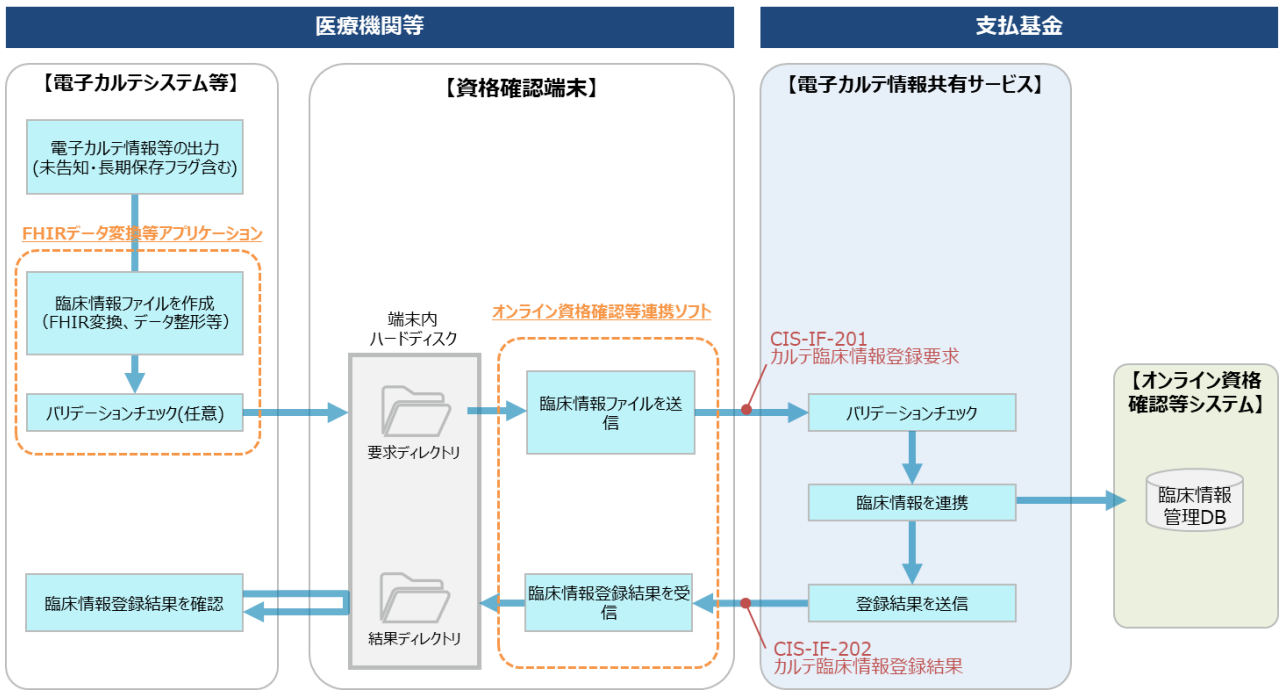 医療機関等
支払基金
【電子カルテシステム等】
電子カルテ情報等の出力
(未告知・長期保存フラグ含む)
FHIRデータ変換等アプリケーション
臨床情報ファイルを作成
（FHIR変換、データ整形等）
バリデーションチェック(任意)
臨床情報登録結果を確認
【資格確認端末】
端末内
ハードディスク
要求ディレクトリ
結果ディレクトリ
オンライン資格確認等連携ソフト
臨床情報ファイルを送
信
臨床情報登録結果を受
信
【電子カルテ情報共有サービス】
CIS-IF-201
カルテ臨床情報登録要求
バリデーションチェック
臨床情報を連携
登録結果を送信
CIS-IF-202
カルテ臨床情報登録結果
【オンライン資格
確認等システム】
臨床情報
管理DB